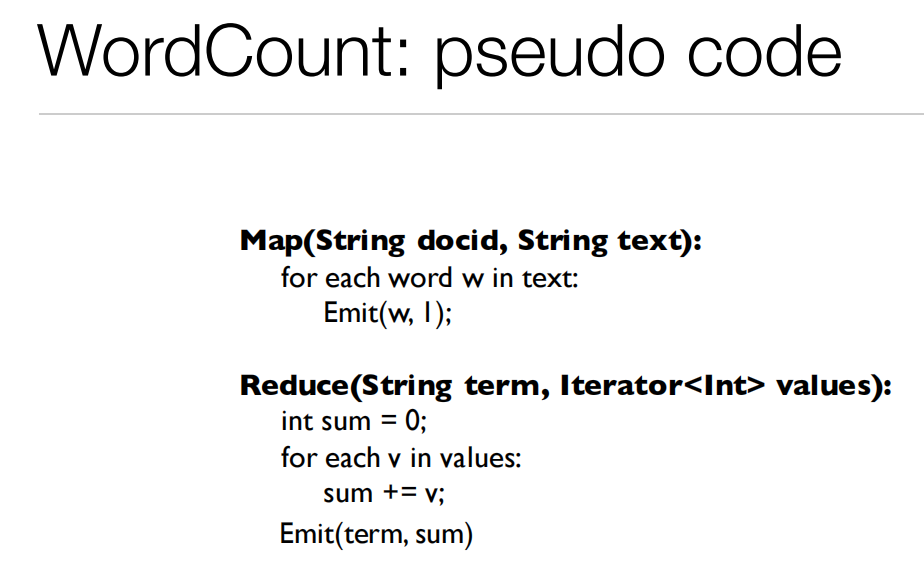 WordCount: pseudo code
Map(String docid, String text):
for each word w in text:
Emit(w, 1);
Reduce(String term, Iterator<Int> values):
int sum = 0;
for each v in values:
sum += v;
Emit(term, sum)